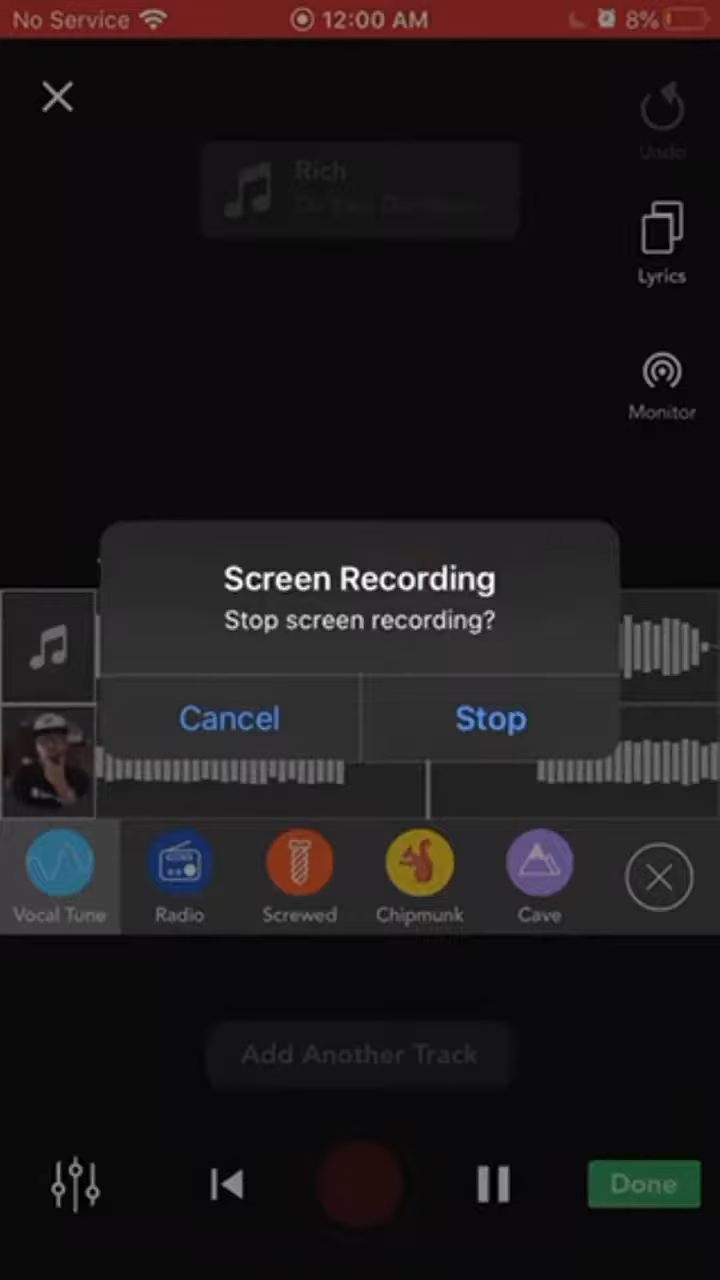 No Service 12:00 AM 8%
Undo
Rich
Lyrics
Monitor
Screen Recording
Stop screen recording?
Cancel Stop
Vocal Tune Radio Screwed Chipmunk Cave
Add Another Track
Done